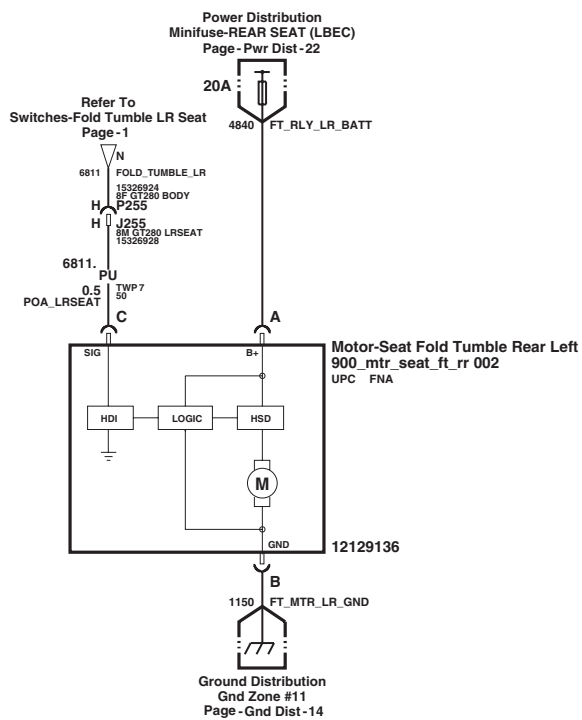 Power Distribution
Minifuse-REAR SEAT (LBEC)
Page-Pwr Dist-22
20A
4840 FT_RLY_LR_BATT
Refer To
Switches-Fold Tumble LR Seat
Page-1
N
6811 FOLD_TUMBLE_LR
15326924
8F GT280 BODY
H P255
H J255
8M GT280 LRSEAT
15326928
6811.
PU
0.5 TWP 7
POA_LRSEAT 50
C
A
SIG
B+
Motor-Seat Fold Tumble Rear Left
900_mtr_seat_ft_rr 002
UPC FNA
HDI
LOGIC
HSD
M
GND
12129136
B
1150 FT_MTR_LR_GND
Ground Distribution
Gnd Zone #11
Page-Gnd Dist-14